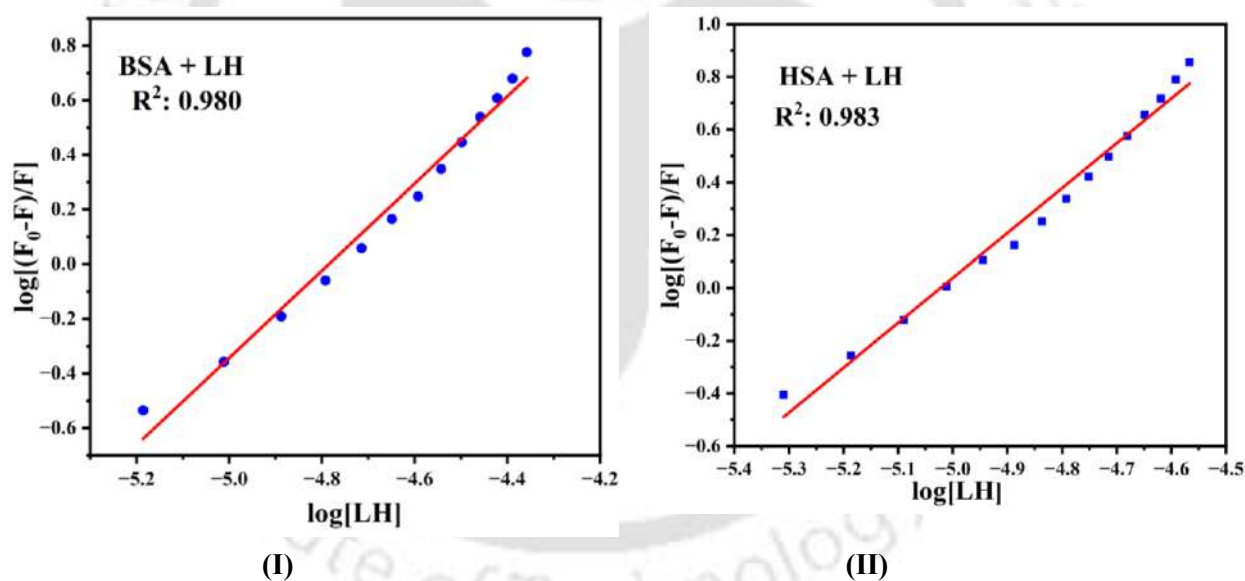 BSA + LH
R²: 0.980
log[(F₀-F)/F]
0.8
0.6
0.4
0.2
0.0
−0.2
−0.4
−0.6
−5.2 −5.0 −4.8 −4.6 −4.4 −4.2
log[LH]
(I)
HSA + LH
R²: 0.983
log[(F₀-F)/F]
1.0
0.8
0.6
0.4
0.2
0.0
−0.2
−0.4
−0.6
−5.4 −5.3 −5.2 −5.1 −5.0 −4.9 −4.8 −4.7 −4.6 −4.5
log[LH]
(II)